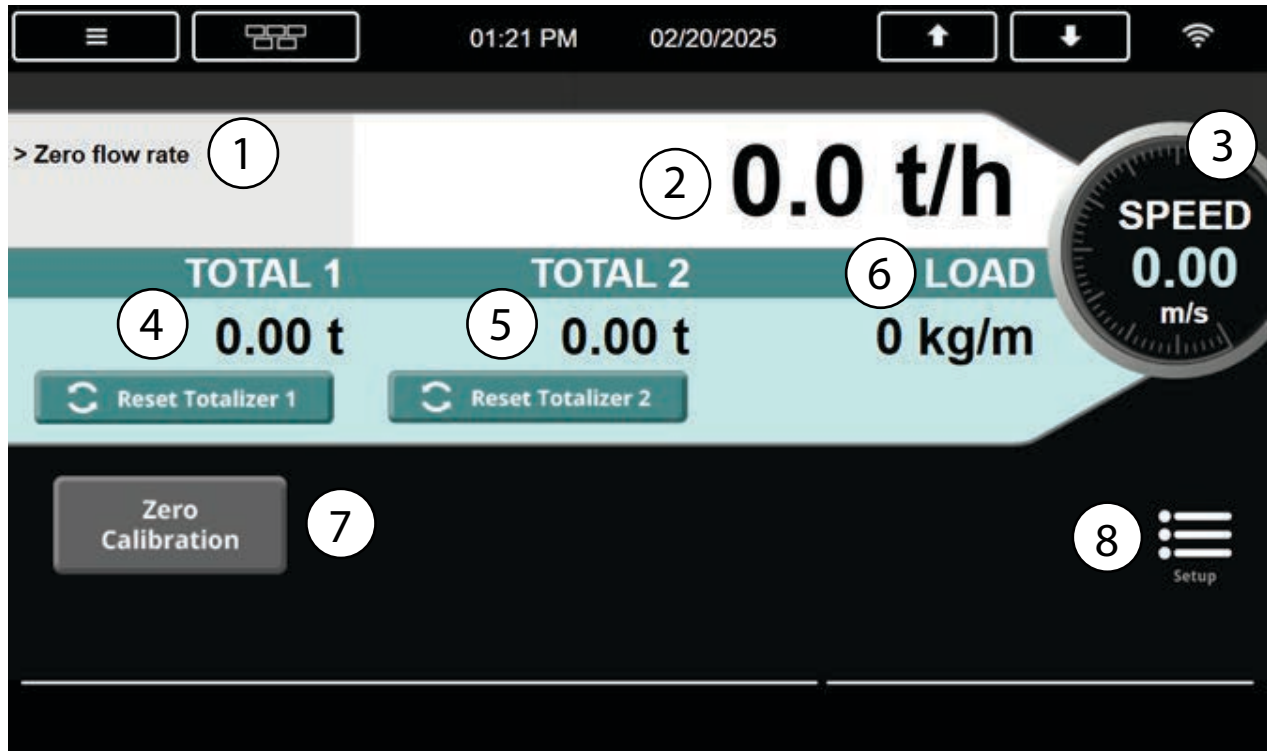 01:21 PM 02/20/2025
> Zero flow rate 1
2 0.0 t/h
3
SPEED
0.00
m/s
TOTAL 1 TOTAL 2 6 LOAD
4 0.00 t 5 0.00 t 0 kg/m
Reset Totalizer 1 Reset Totalizer 2
Zero
Calibration
7
8
Setup